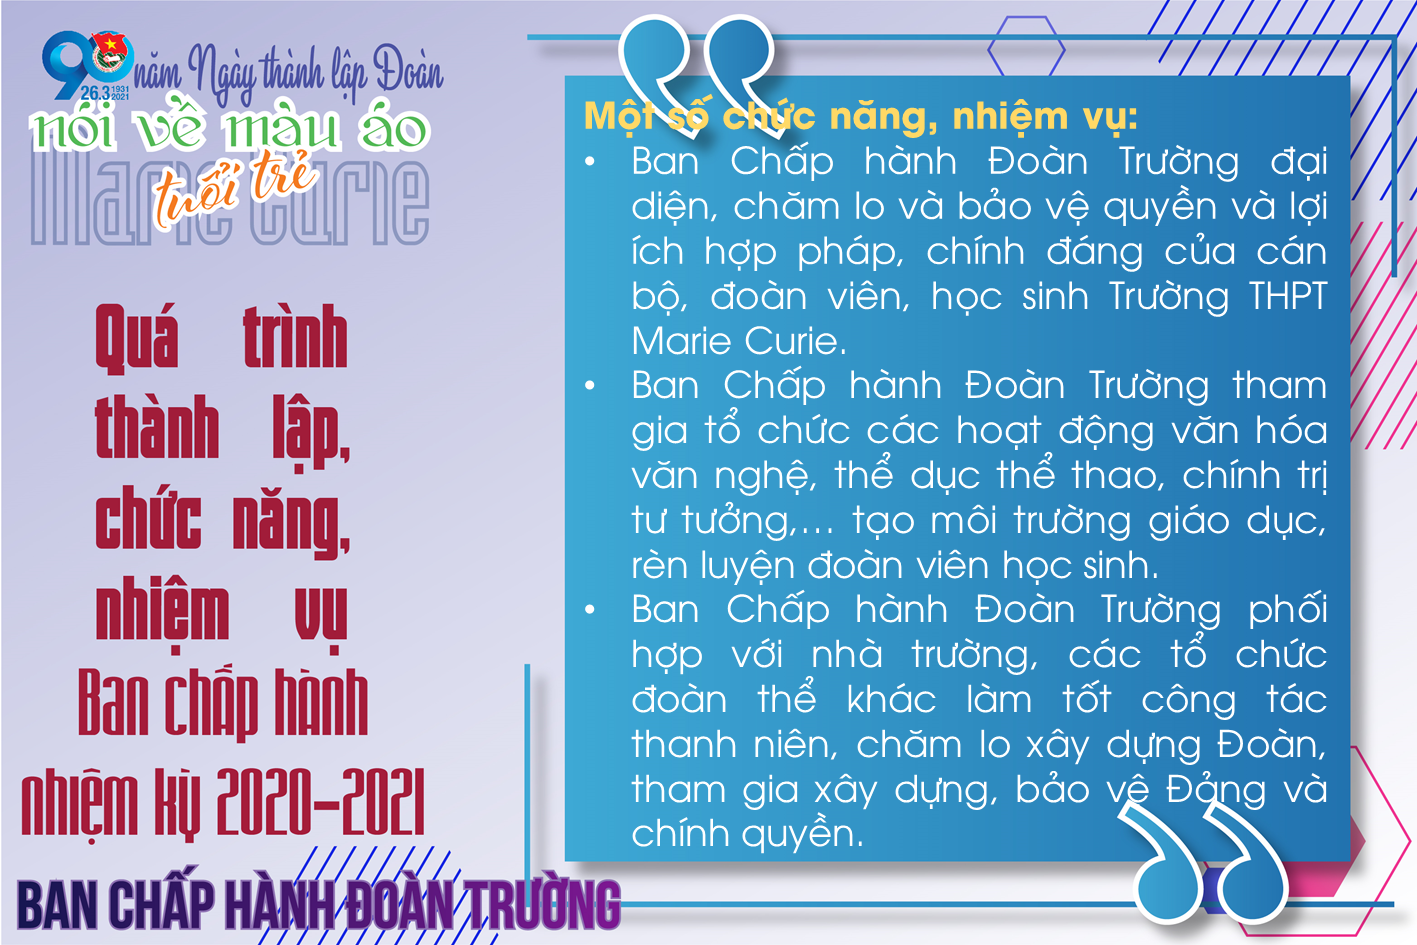 90 năm Ngày thành lập Đoàn
26.3 1931
2021
nói về màu áo
tuổi trẻ
Marie Curie
Quá trình
thành lập,
chức năng,
nhiệm vụ
Ban chấp hành
nhiệm kỳ 2020-2021
BAN CHẤP HÀNH ĐOÀN TRƯỜNG
Một số chức năng, nhiệm vụ:
• Ban Chấp hành Đoàn Trường đại
diện, chăm lo và bảo vệ quyền và lợi
ích hợp pháp, chính đáng của cán
bộ, đoàn viên, học sinh Trường THPT
Marie Curie.
• Ban Chấp hành Đoàn Trường tham
gia tổ chức các hoạt động văn hóa
văn nghệ, thể dục thể thao, chính trị
tư tưởng,... tạo môi trường giáo dục,
rèn luyện đoàn viên học sinh.
• Ban Chấp hành Đoàn Trường phối
hợp với nhà trường, các tổ chức
đoàn thể khác làm tốt công tác
thanh niên, chăm lo xây dựng Đoàn,
tham gia xây dựng, bảo vệ Đảng và
chính quyền.